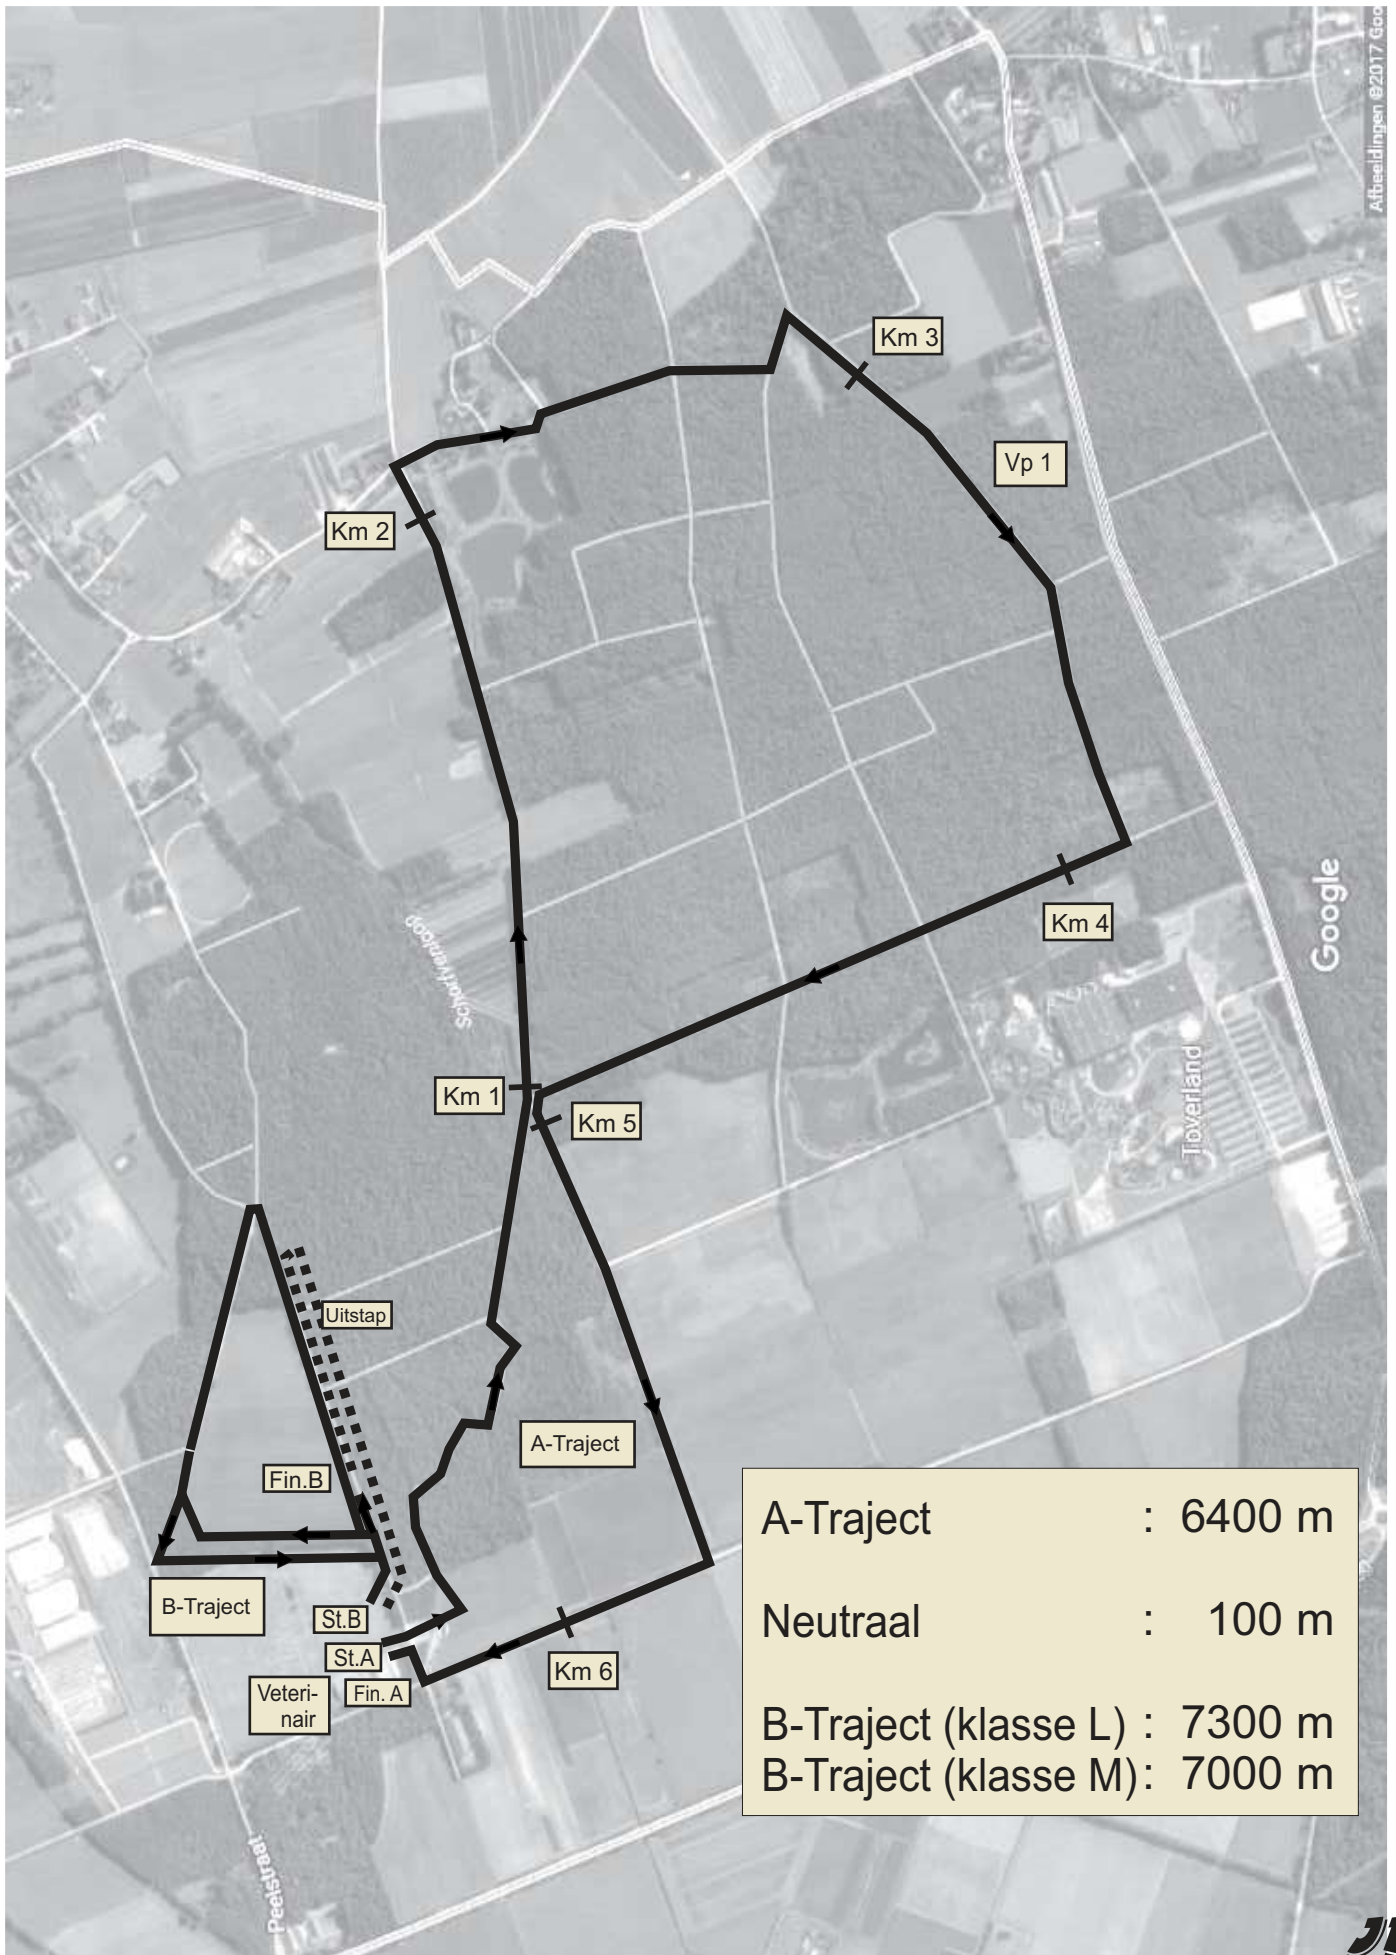 Afbeeldingen ©2017 Goo
Km 3
Vp 1
Km 2
Google
Km 4
Km 1
Km 5
Toverland
Uitstap
A-Traject
Fin.B
B-Traject
St.B
St.A
Km 6
Veteri-
nair
Fin. A
A-Traject : 6400 m
Neutraal : 100 m
B-Traject (klasse L) : 7300 m
B-Traject (klasse M) : 7000 m
Peelstraat